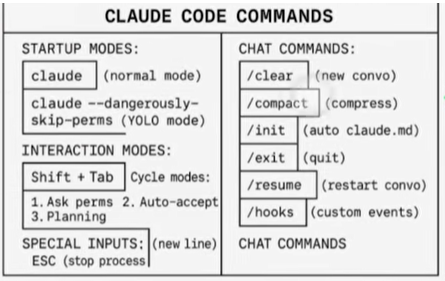 CLAUDE CODE COMMANDS
STARTUP MODES:
claude (normal mode)
claude --dangerously-
skip-perms (YOLO mode)
INTERACTION MODES:
Shift + Tab Cycle modes:
1. Ask perms 2. Auto-accept
3. Planning
SPECIAL INPUTS: (new line)
ESC (stop process
CHAT COMMANDS:
/clear (new convo)
/compact (compress)
/init (auto claude.md)
/exit (quit)
/resume (restart convo)
/hooks (custom events)
CHAT COMMANDS